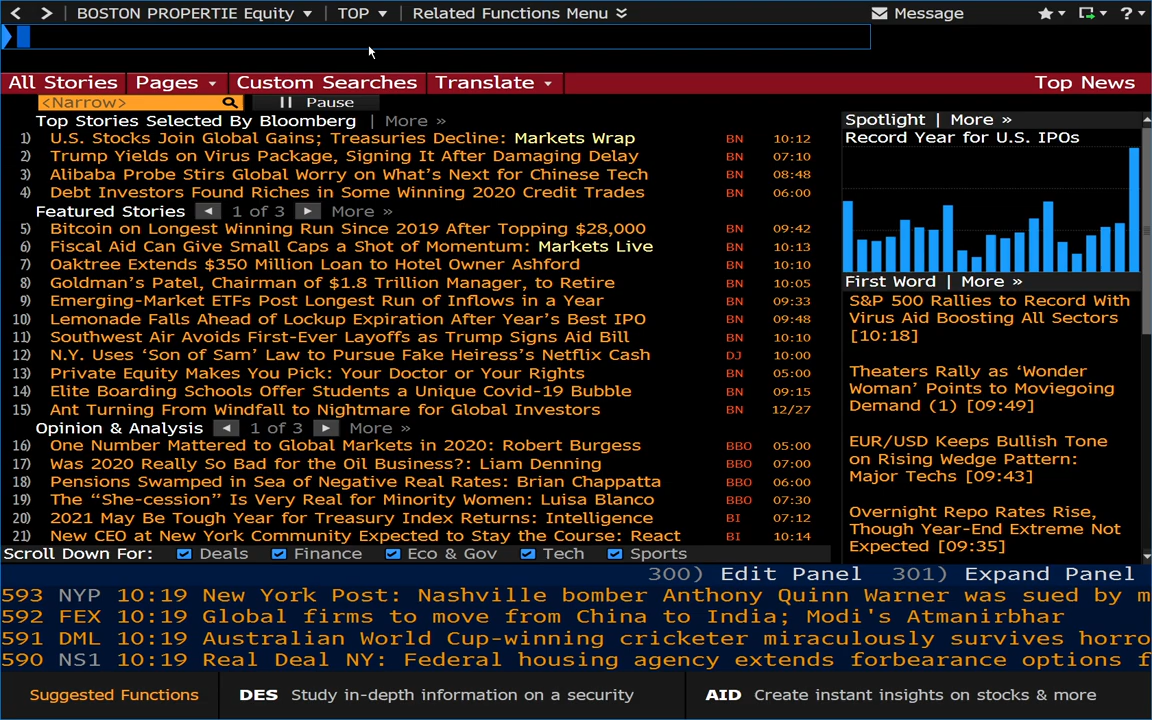 BOSTON PROPERTIE Equity | TOP | Related Functions Menu Message ?
All Stories Pages Custom Searches Translate Top News
<Narrow> Pause
Top Stories Selected By Bloomberg | More »
1) U.S. Stocks Join Global Gains; Treasuries Decline: Markets Wrap BN 10:12
2) Trump Yields on Virus Package, Signing It After Damaging Delay BN 07:10
3) Alibaba Probe Stirs Global Worry on What's Next for Chinese Tech BN 08:48
4) Debt Investors Found Riches in Some Winning 2020 Credit Trades BN 06:00
Featured Stories 1 of 3 More »
5) Bitcoin on Longest Winning Run Since 2019 After Topping $28,000 BN 09:42
6) Fiscal Aid Can Give Small Caps a Shot of Momentum: Markets Live BN 10:13
7) Oaktree Extends $350 Million Loan to Hotel Owner Ashford BN 10:10
8) Goldman's Patel, Chairman of $1.8 Trillion Manager, to Retire BN 10:05
9) Emerging-Market ETFs Post Longest Run of Inflows in a Year BN 09:33
10) Lemonade Falls Ahead of Lockup Expiration After Year's Best IPO BN 09:48
11) Southwest Air Avoids First-Ever Layoffs as Trump Signs Aid Bill BN 10:10
12) N.Y. Uses 'Son of Sam' Law to Pursue Fake Heiress's Netflix Cash DJ 10:00
13) Private Equity Makes You Pick: Your Doctor or Your Rights BN 05:00
14) Elite Boarding Schools Offer Students a Unique Covid-19 Bubble BN 09:15
15) Ant Turning From Windfall to Nightmare for Global Investors BN 12/27
Opinion & Analysis 1 of 3 More »
16) One Number Mattered to Global Markets in 2020: Robert Burgess BBO 05:00
17) Was 2020 Really So Bad for the Oil Business?: Liam Denning BBO 07:00
18) Pensions Swamped in Sea of Negative Real Rates: Brian Chappatta BBO 06:00
19) The “She-cession” Is Very Real for Minority Women: Luisa Blanco BBO 07:30
20) 2021 May Be Tough Year for Treasury Index Returns: Intelligence BI 07:12
21) New CEO at New York Community Expected to Stay the Course: React BI 10:14
Scroll Down For: Deals Finance Eco & Gov Tech Sports
Spotlight | More »
Record Year for U.S. IPOs
First Word | More »
S&P 500 Rallies to Record With
Virus Aid Boosting All Sectors
[10:18]
Theaters Rally as ‘Wonder
Woman’ Points to Moviegoing
Demand (1) [09:49]
EUR/USD Keeps Bullish Tone
on Rising Wedge Pattern:
Major Techs [09:43]
Overnight Repo Rates Rise,
Though Year-End Extreme Not
Expected [09:35]
300) Edit Panel 301) Expand Panel
593 NYP 10:19 New York Post: Nashville bomber Anthony Quinn Warner was sued by m
592 FEX 10:19 Global firms to move from China to India; Modi's Atmanirbhar
591 DML 10:19 Australian World Cup-winning cricketer miraculously survives horro
590 NS1 10:19 Real Deal NY: Federal housing agency extends forbearance options f
Suggested Functions DES Study in-depth information on a security AID Create instant insights on stocks & more